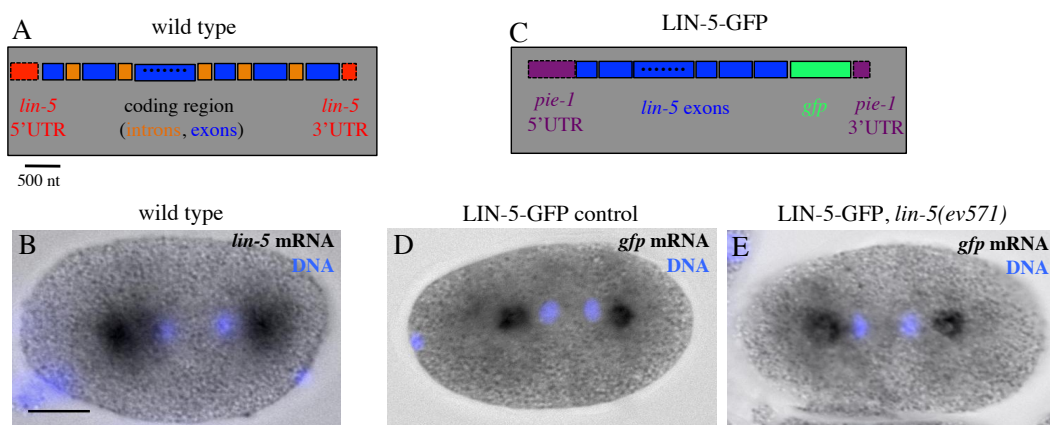 A
wild type
lin-5
5’UTR
coding region
(introns, exons)
lin-5
3’UTR
500 nt
C
LIN-5-GFP
pie-1
5’UTR
lin-5 exons
gfp
pie-1
3’UTR
wild type
B
lin-5 mRNA
DNA
LIN-5-GFP control
D
gfp mRNA
DNA
LIN-5-GFP, lin-5(ev571)
E
gfp mRNA
DNA